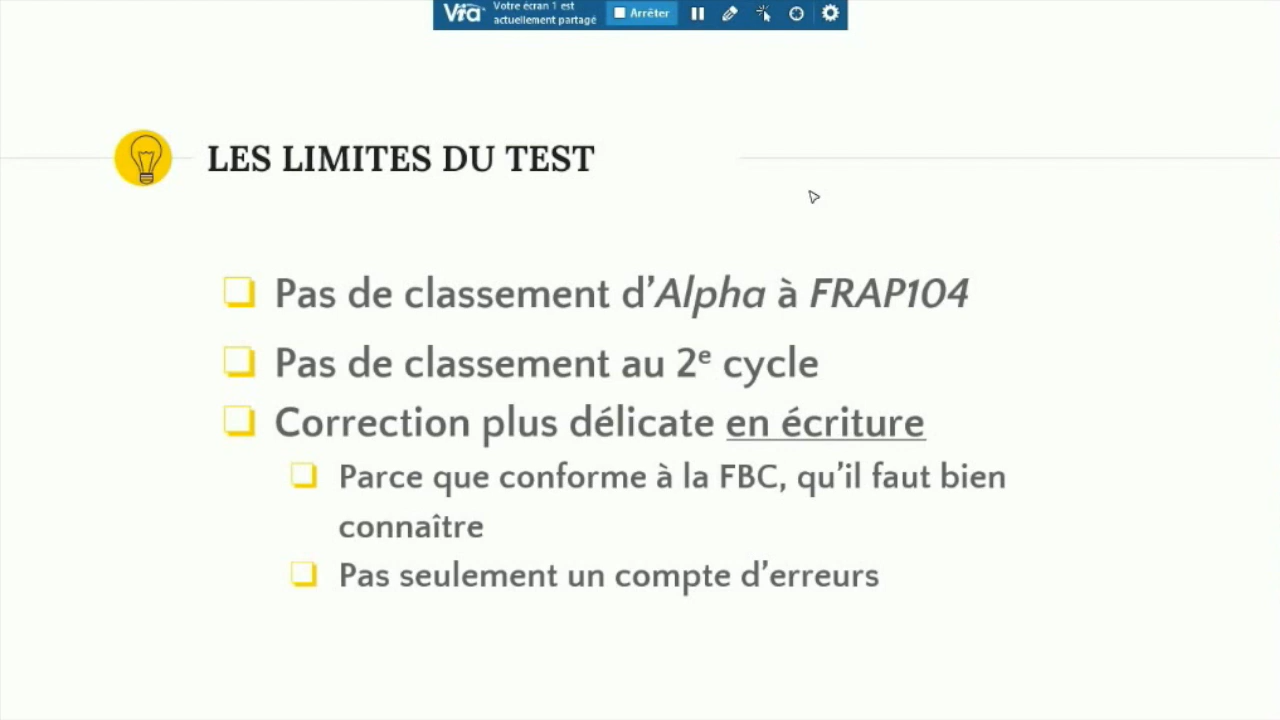 Via
Votre écran 1 est
actuellement partagé
Arrêter
LES LIMITES DU TEST
Pas de classement d'Alpha à FRAP104
Pas de classement au 2e cycle
Correction plus délicate en écriture
Parce que conforme à la FBC, qu'il faut bien
connaître
Pas seulement un compte d'erreurs